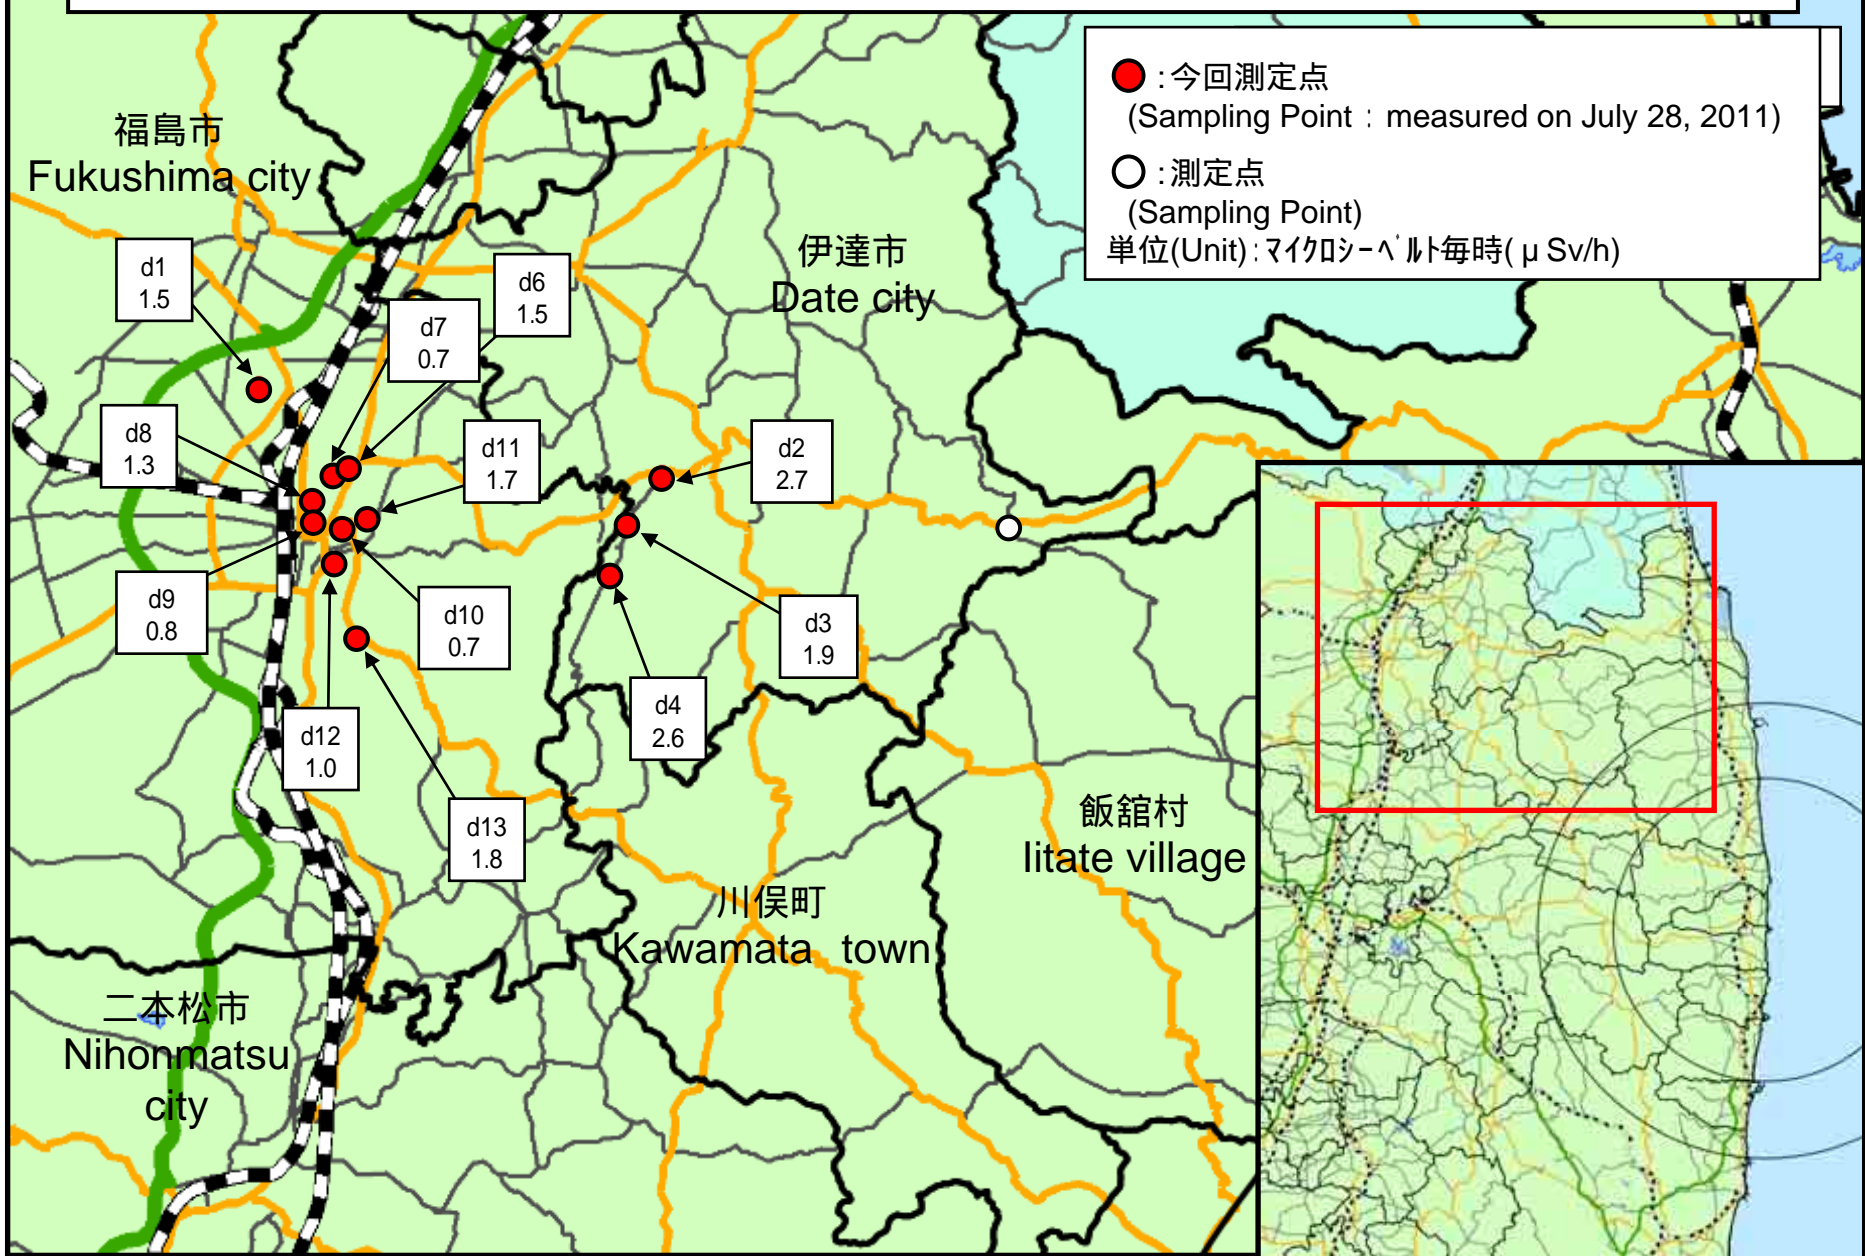 :今回測定点
(Sampling Point : measured on July 28, 2011)
:測定点
(Sampling Point)
単位(Unit):マイクロシーベルト毎時(μSv/h)
福島市
Fukushima city
伊達市
Date city
d1
1.5
d6
1.5
d7
0.7
d8
1.3
d11
1.7
d2
2.7
d9
0.8
d10
0.7
d3
1.9
d4
2.6
d12
1.0
d13
1.8
飯舘村
Iitate village
川俣町
Kawamata town
二本松市
Nihonmatsu
city